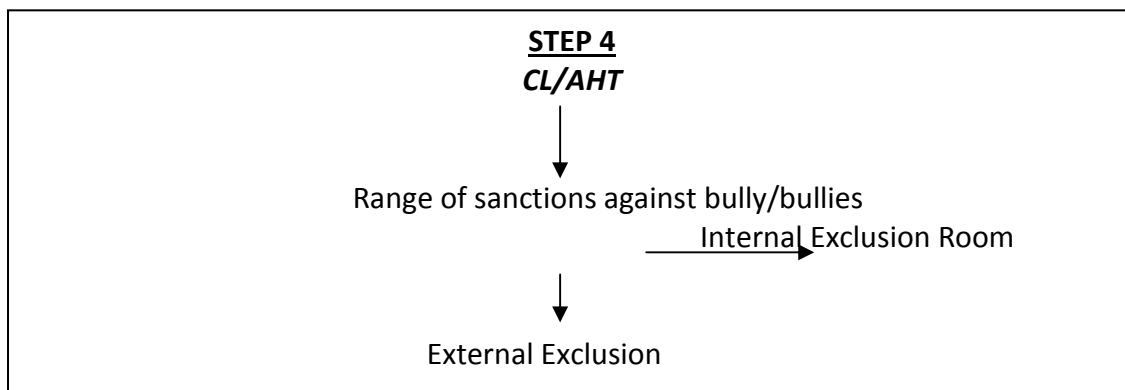 STEP 4
CL/AHT
Range of sanctions against bully/bullies
Internal Exclusion Room
External Exclusion